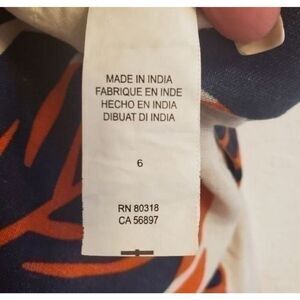 MADE IN INDIA
FABRIQUE EN INDE
HECHO EN INDIA
DIBUAT DI INDIA
6
RN 80318
CA 56897